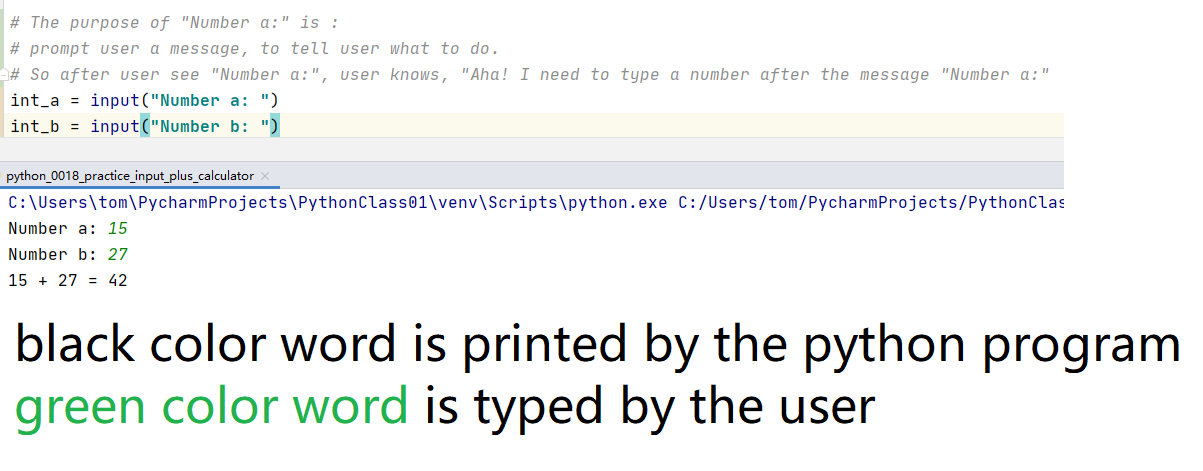 # The purpose of "Number a:" is :
# prompt user a message, to tell user what to do.
# So after user see "Number a:", user knows, "Aha! I need to type a number after the message "Number a:"
int_a = input("Number a: ")
int_b = input("Number b: ")
python_0018_practice_input_plus_calculator ×
C:\Users\tom\PycharmProjects\PythonClass01\venv\Scripts\python.exe C:/Users/tom/PycharmProjects/PythonClas
Number a: 15
Number b: 27
15 + 27 = 42
black color word is printed by the python program
green color word is typed by the user